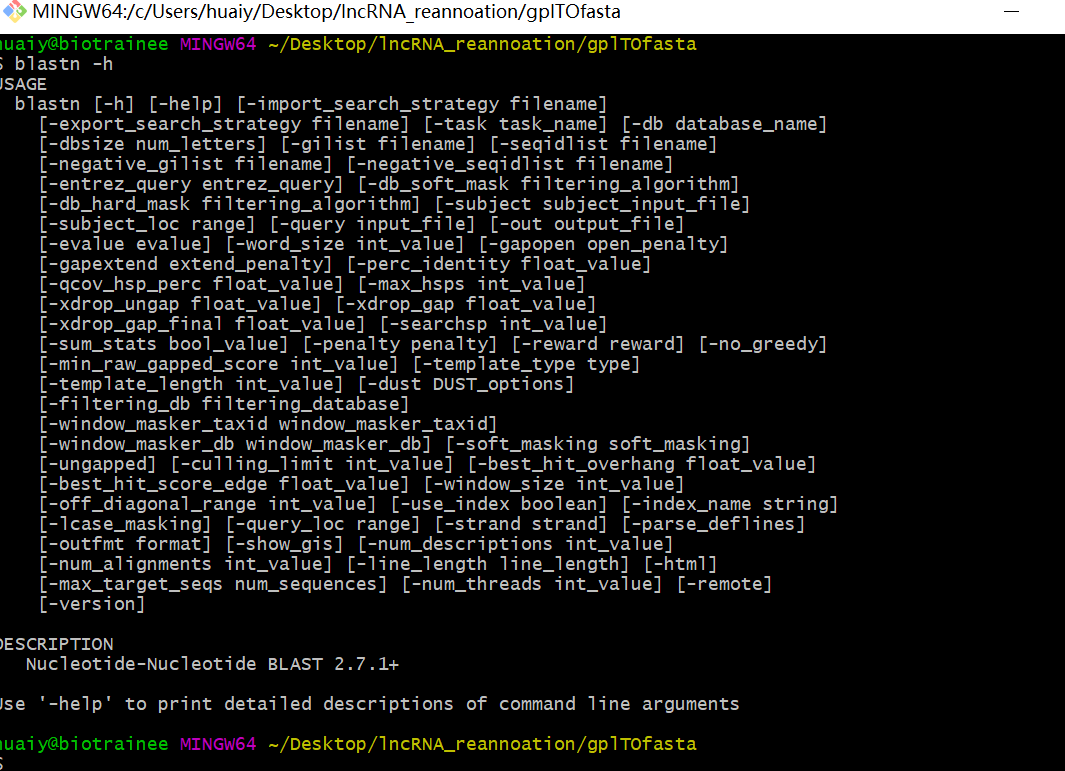 MINGW64:/c/Users/huaiy/Desktop/lncRNA_reannoation/gplTOfasta
huaiy@biotrainee MINGW64 ~/Desktop/lncRNA_reannoation/gplTOfasta
$ blastn -h
USAGE
blastn [-h] [-help] [-import_search_strategy filename]
[-export_search_strategy filename] [-task task_name] [-db database_name]
[-dbsize num_letters] [-gilist filename] [-seqidlist filename]
[-negative_gilist filename] [-negative_seqidlist filename]
[-entrez_query entrez_query] [-db_soft_mask filtering_algorithm]
[-db_hard_mask filtering_algorithm] [-subject subject_input_file]
[-subject_loc range] [-query input_file] [-out output_file]
[-evalue evalue] [-word_size int_value] [-gapopen open_penalty]
[-gapextend extend_penalty] [-perc_identity float_value]
[-qcov_hsp_perc float_value] [-max_hsps int_value]
[-xdrop_ungap float_value] [-xdrop_gap float_value]
[-xdrop_gap_final float_value] [-searchsp int_value]
[-sum_stats bool_value] [-penalty penalty] [-reward reward] [-no_greedy]
[-min_raw_gapped_score int_value] [-template_type type]
[-template_length int_value] [-dust DUST_options]
[-filtering_db filtering_database]
[-window_masker_taxid window_masker_taxid]
[-window_masker_db window_masker_db] [-soft_masking soft_masking]
[-ungapped] [-culling_limit int_value] [-best_hit_overhang float_value]
[-best_hit_score_edge float_value] [-window_size int_value]
[-off_diagonal_range int_value] [-use_index boolean] [-index_name string]
[-lcase_masking] [-query_loc range] [-strand strand] [-parse_deflines]
[-outfmt format] [-show_gis] [-num_descriptions int_value]
[-num_alignments int_value] [-line_length line_length] [-html]
[-max_target_seqs num_sequences] [-num_threads int_value] [-remote]
[-version]
DESCRIPTION
Nucleotide-Nucleotide BLAST 2.7.1+
Use '-help' to print detailed descriptions of command line arguments
huaiy@biotrainee MINGW64 ~/Desktop/lncRNA_reannoation/gplTOfasta
$